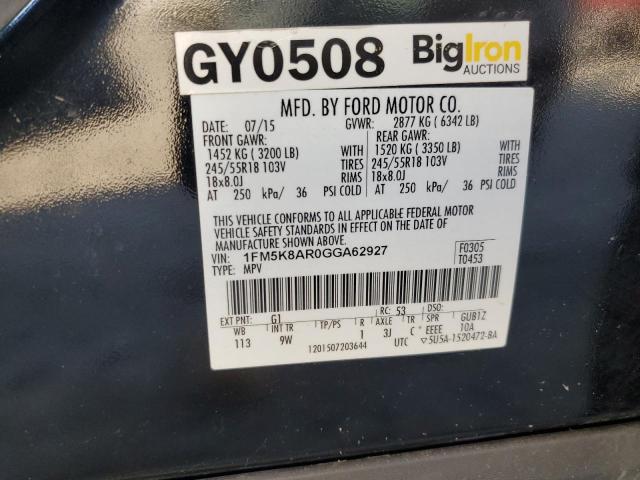 GY0508 BigIron
AUCTIONS
MFD. BY FORD MOTOR CO.
DATE: 07/15 GVWR: 2877 KG ( 6342 LB)
FRONT GAWR: REAR GAWR:
1452 KG ( 3200 LB) WITH 1520 KG ( 3350 LB) WITH
245/55R18 103V TIRES 245/55R18 103V TIRES
18x8.0J RIMS 18x8.0J RIMS
AT 250 kPa/ 36 PSI COLD AT 250 kPa/ 36 PSI COLD
THIS VEHICLE CONFORMS TO ALL APPLICABLE FEDERAL MOTOR
VEHICLE SAFETY STANDARDS IN EFFECT ON THE DATE OF
MANUFACTURE SHOWN ABOVE.
VIN: 1FM5K8AR0GGA62927 F0305
TYPE: MPV T0453
EXT PNT: G1 RC: 53 DSO:
WB INT TR TP/PS R AXLE TR SPR GUB1Z
113 9W 1 3J C EEEE 10A
1201507203644 UTC ▽5U5A-1520472-BA